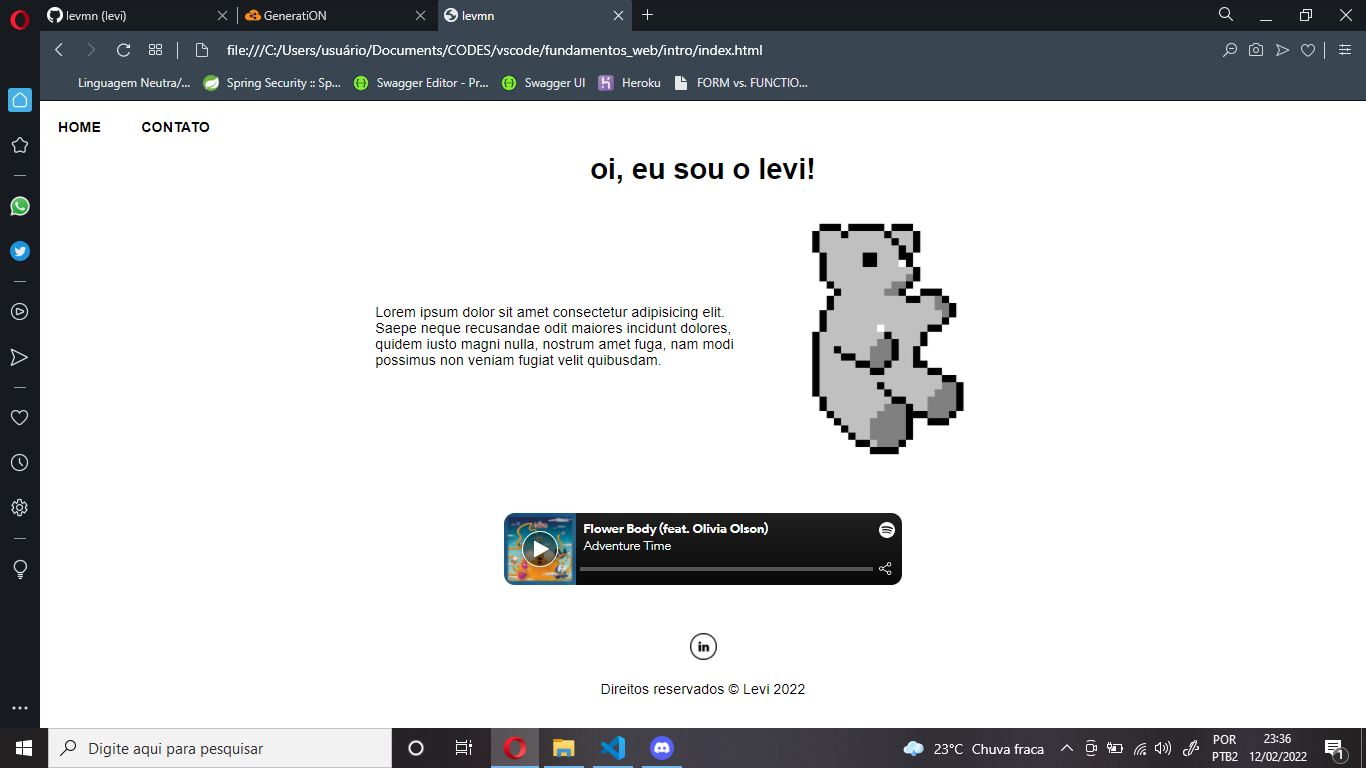 levmn (levi)
GeneratiON
levmn
file:///C:/Users/usuário/Documents/CODES/vscode/fundamentos_web/intro/index.html
Linguagem Neutra/...
Spring Security :: Sp...
Swagger Editor - Pr...
Swagger UI
Heroku
FORM vs. FUNCTIO...
HOME
CONTATO
oi, eu sou o levi!
Lorem ipsum dolor sit amet consectetur adipisicing elit.
Saepe neque recusandae odit maiores incidunt dolores,
quidem iusto magni nulla, nostrum amet fuga, nam modi
possimus non veniam fugiat velit quibusdam.
Flower Body (feat. Olivia Olson)
Adventure Time
in
Direitos reservados © Levi 2022
Digite aqui para pesquisar
23°C Chuva fraca
POR
PTB2
23:36
12/02/2022
1